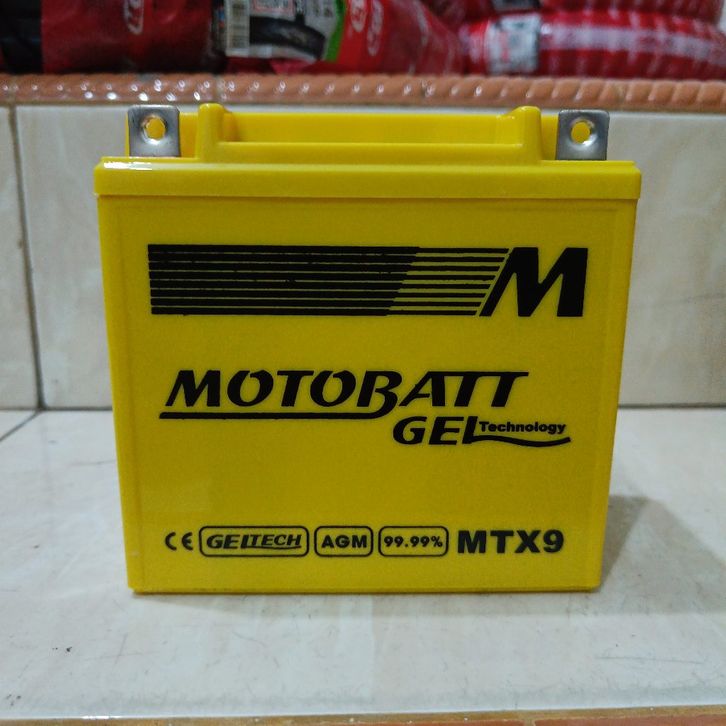 M
MOTOBATT
GEL Technology
CE GELTECH AGM 99.99% MTX9